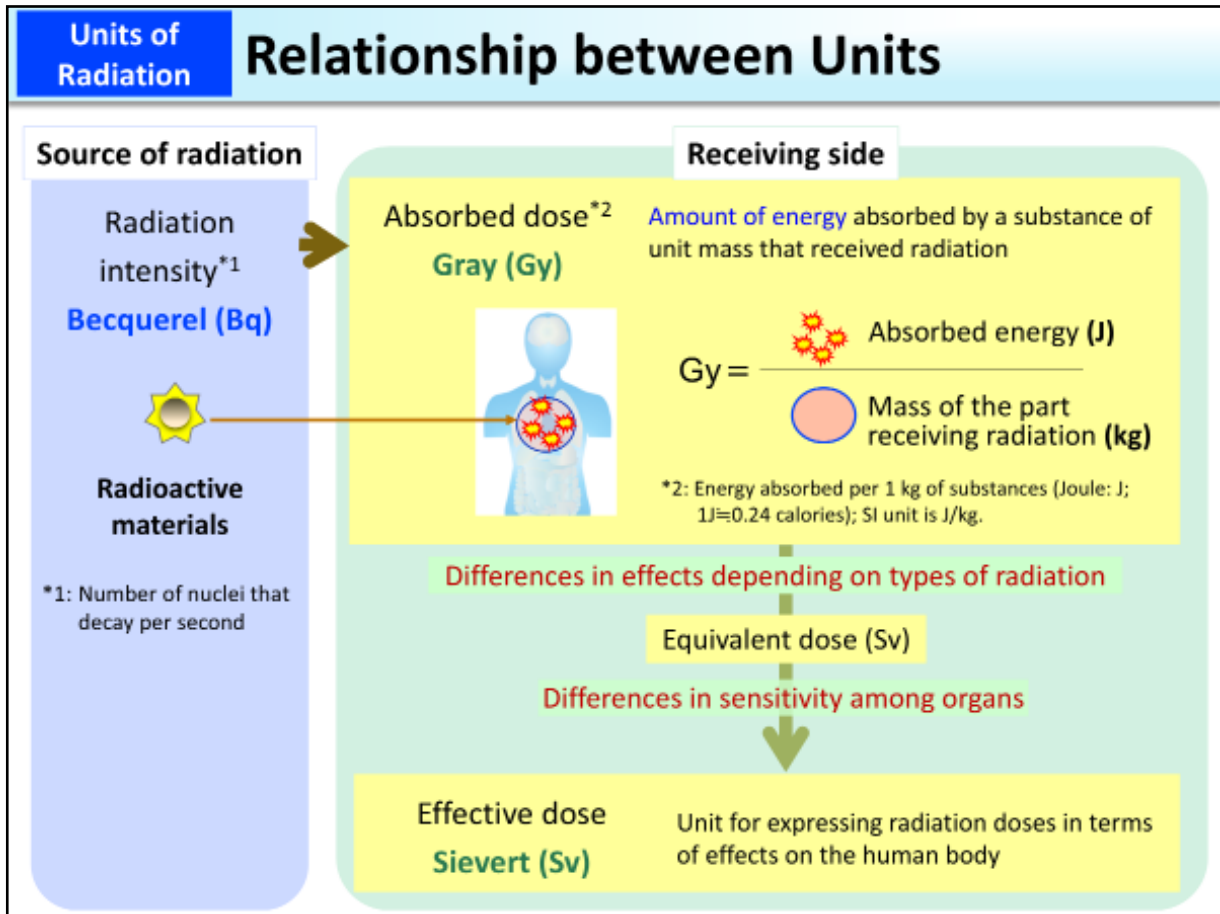 Units of
Radiation
Relationship between Units
Source of radiation
Radiation
intensity*1
Becquerel (Bq)
Radioactive
materials
*1: Number of nuclei that
decay per second
Receiving side
Absorbed dose*2
Gray (Gy)
Amount of energy absorbed by a substance of
unit mass that received radiation
Gy=
Absorbed energy (J)
Mass of the part
receiving radiation (kg)
*2: Energy absorbed per 1 kg of substances (Joule: J;
1J≒0.24 calories); SI unit is J/kg.
Differences in effects depending on types of radiation
Equivalent dose (Sv)
Differences in sensitivity among organs
Effective dose
Sievert (Sv)
Unit for expressing radiation doses in terms
of effects on the human body